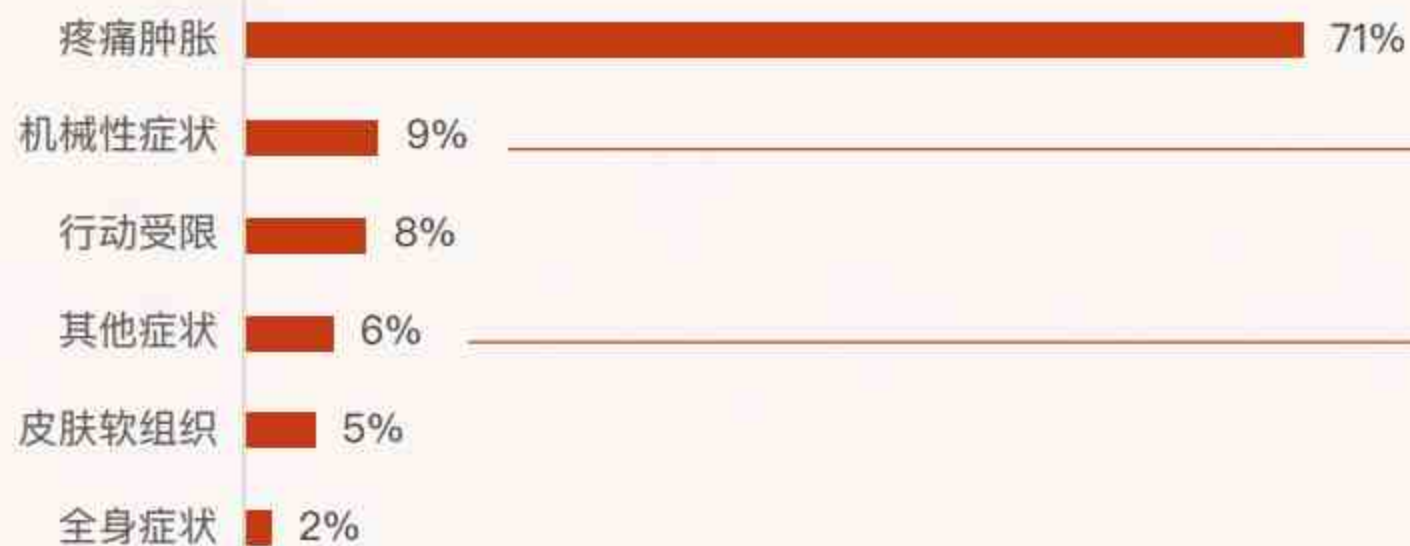 疼痛肿胀 71%
机械性症状 9%
行动受限 8%
其他症状 6%
皮肤软组织 5%
全身症状 2%